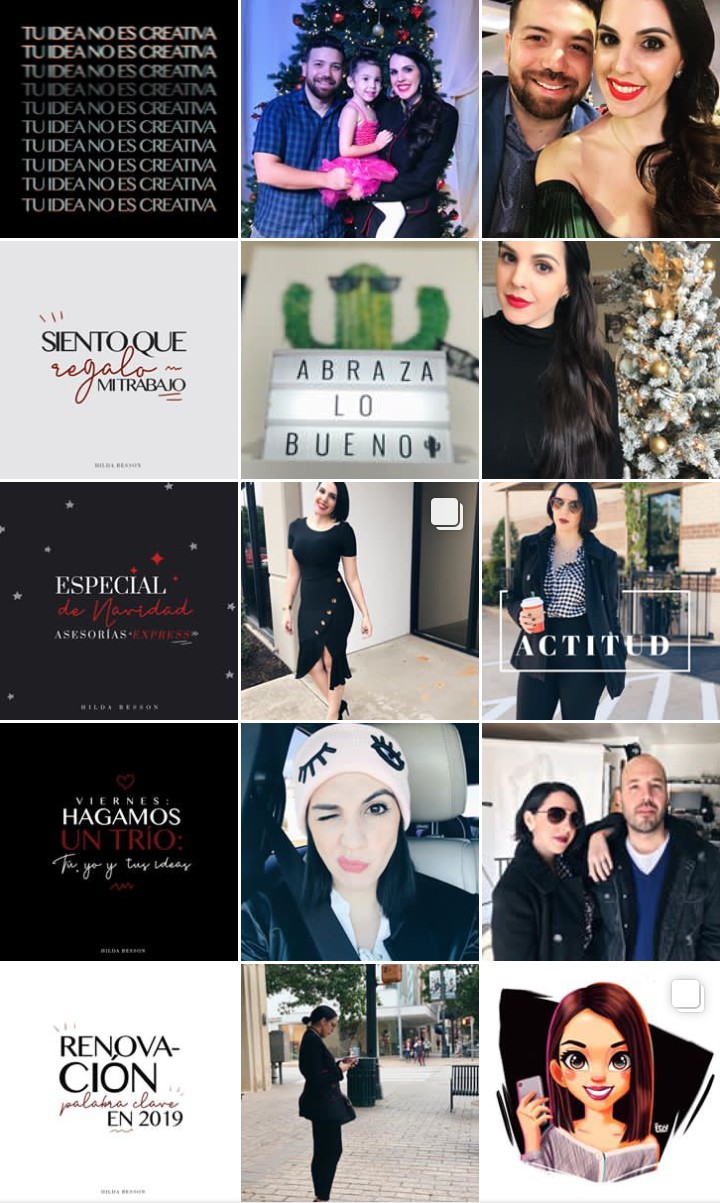 TU IDEA NO ES CREATIVA
TU IDEA NO ES CREATIVA
TU IDEA NO ES CREATIVA
TU IDEA NO ES CREATIVA
TU IDEA NO ES CREATIVA
TU IDEA NO ES CREATIVA
TU IDEA NO ES CREATIVA
TU IDEA NO ES CREATIVA
TU IDEA NO ES CREATIVA
TU IDEA NO ES CREATIVA
SIENTO QUE
regalo
MI TRABAJO
HILDA BESSON
ABRAZA
LO
BUENO
ESPECIAL
de Navidad
ASESORÍAS EXPRESS
HILDA BESSON
ACTITUD
VIERNES:
HAGAMOS
UN TRÍO:
Tú, yo y tus ideas
HILDA BESSON
RENOVA-
CIÓN
palabra clave
EN 2019
HILDA BESSON